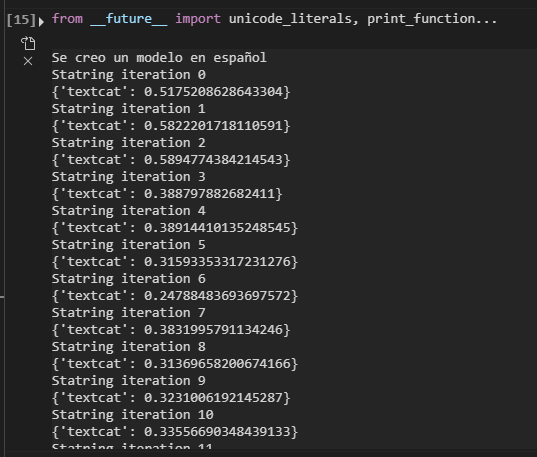 [15] from __future__ import unicode_literals, print_function...
Se creo un modelo en español
Statring iteration 0
{'textcat': 0.5175208628643304}
Statring iteration 1
{'textcat': 0.5822201718110591}
Statring iteration 2
{'textcat': 0.5894774384214543}
Statring iteration 3
{'textcat': 0.388797882682411}
Statring iteration 4
{'textcat': 0.38914410135248545}
Statring iteration 5
{'textcat': 0.31593353317231276}
Statring iteration 6
{'textcat': 0.24788483693697572}
Statring iteration 7
{'textcat': 0.3831995791134246}
Statring iteration 8
{'textcat': 0.31369658200674166}
Statring iteration 9
{'textcat': 0.3231006192145287}
Statring iteration 10
{'textcat': 0.33556690348439133}
Statring iteration 11